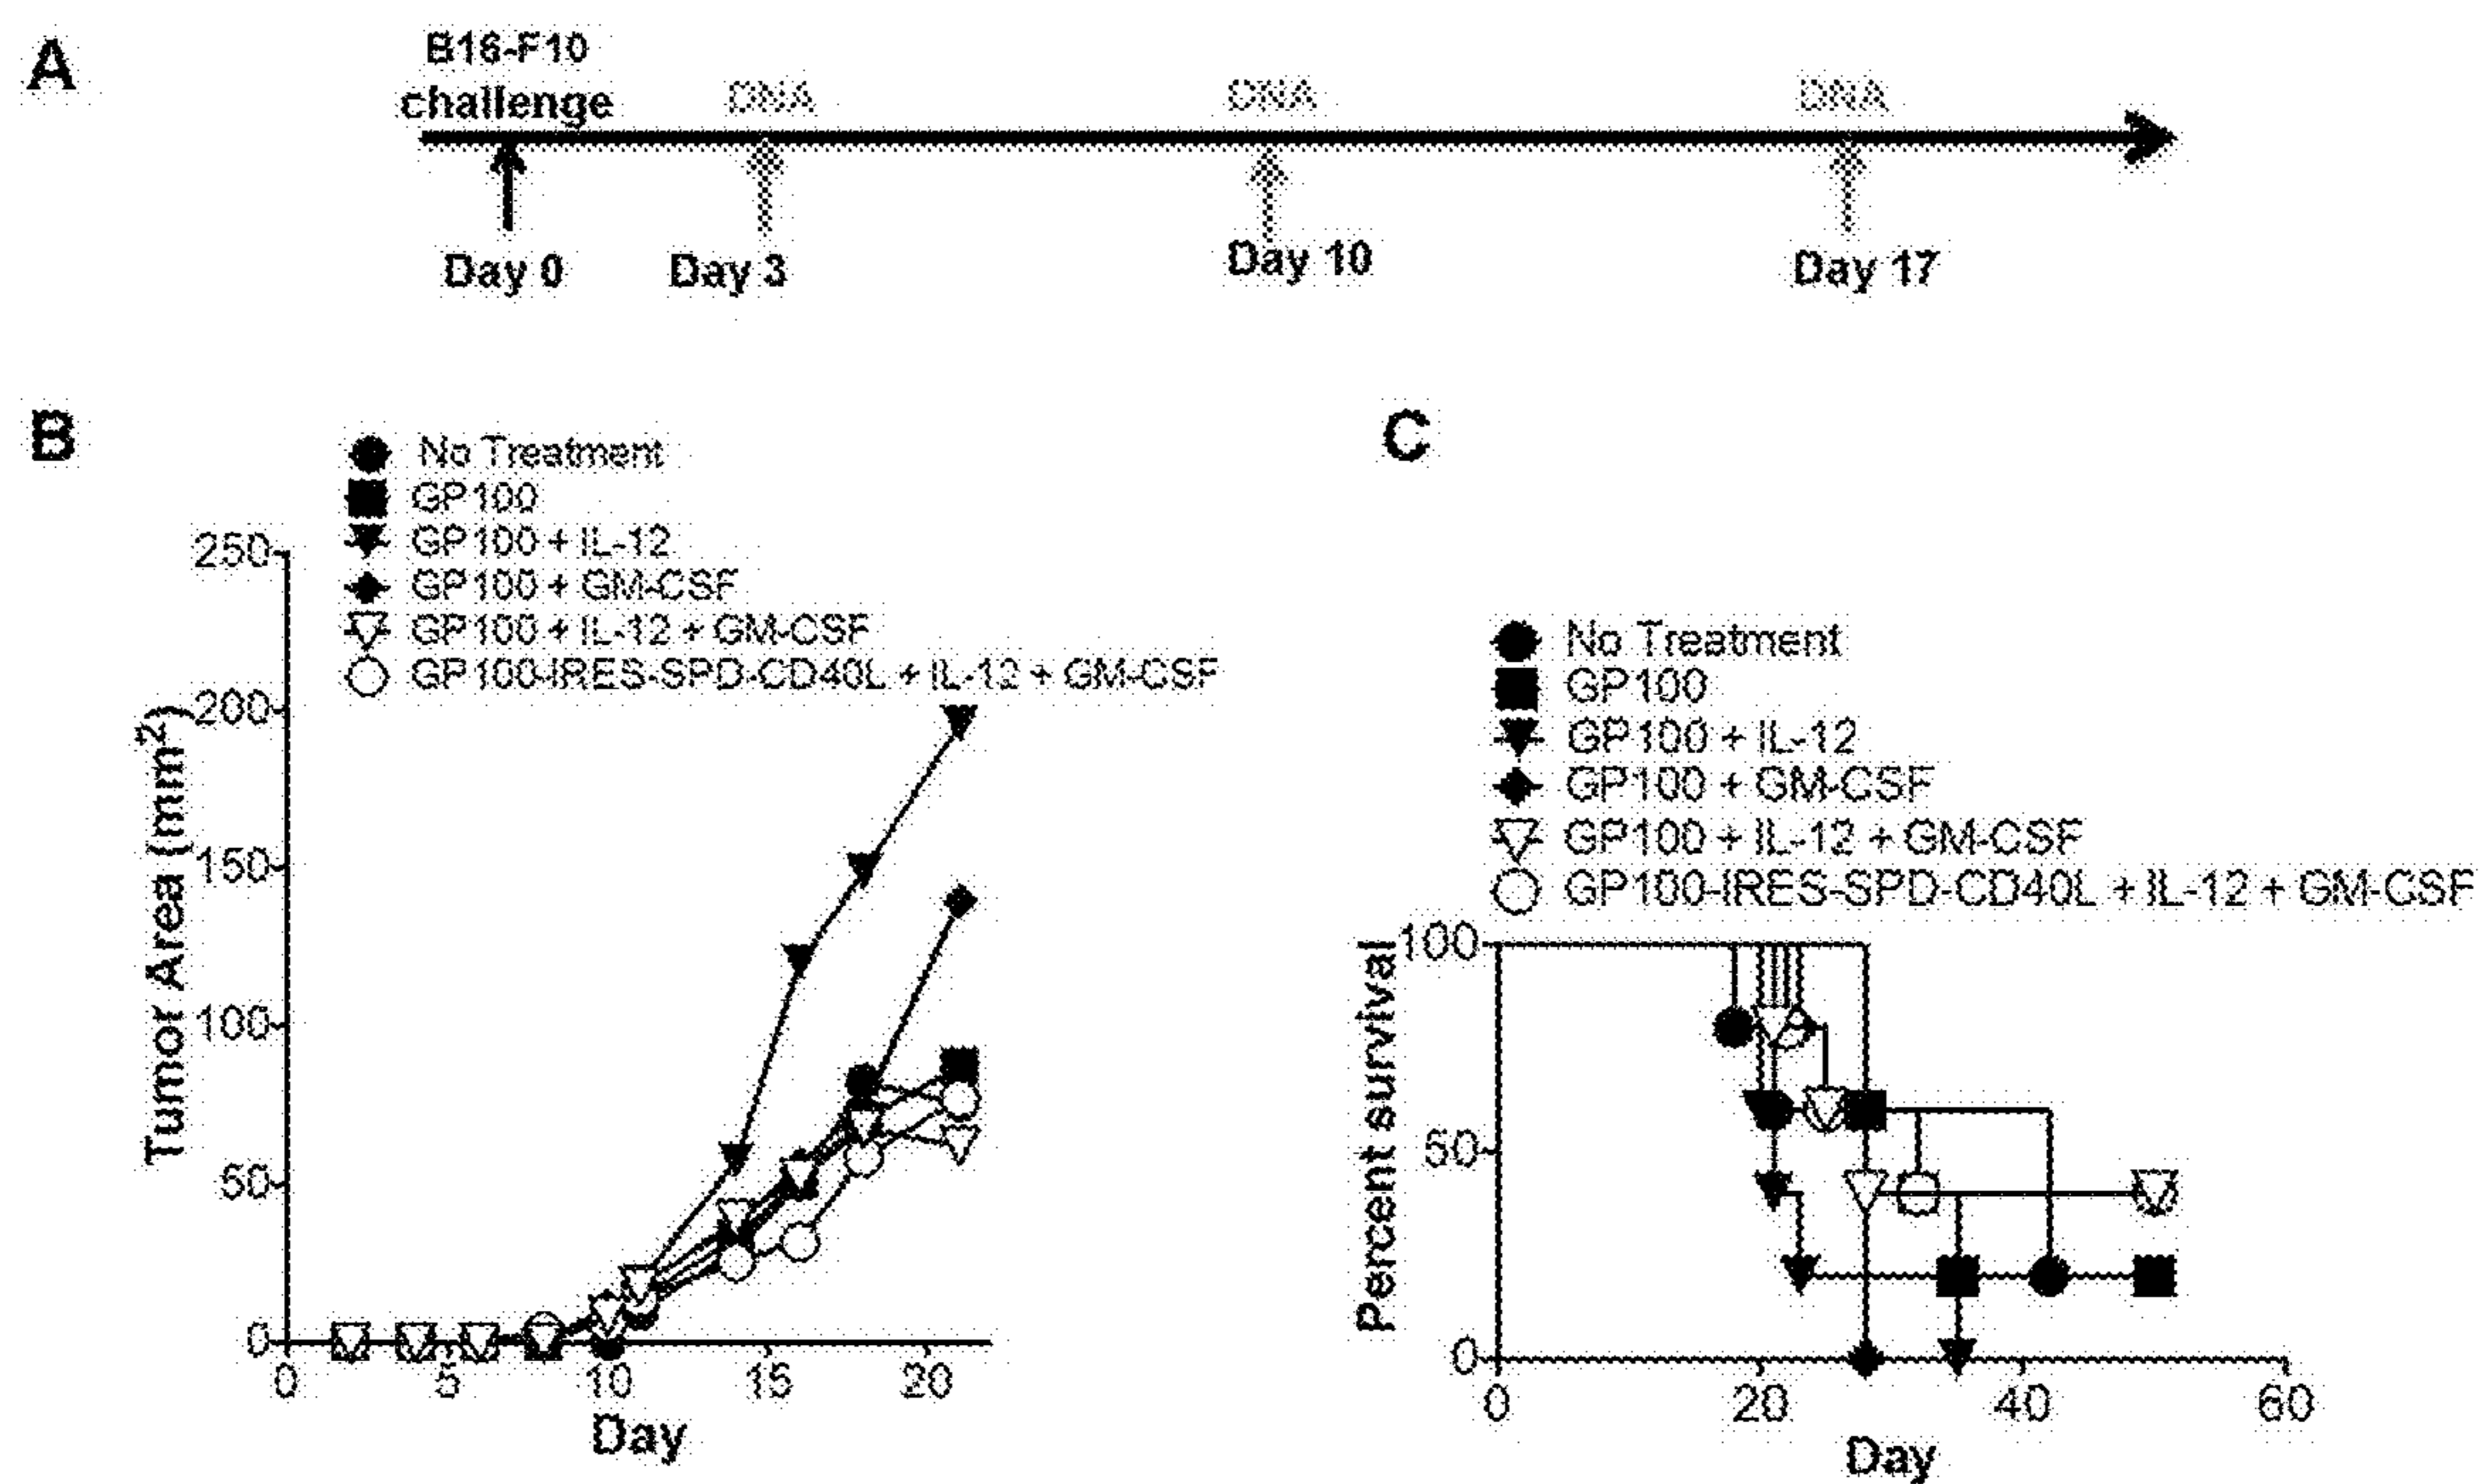 A
B16-F10
challenge
DNA
DNA
DNA
Day 0
Day 3
Day 10
Day 17
B
No Treatment
GP100
GP100 + IL-12
GP100 + GM-CSF
GP100 + IL-12 + GM-CSF
GP100-IRES-SPD-CD40L + IL-12 + GM-CSF
Tumor Area (mm²)
250
200
150
100
50
0
0 5 10 15 20
Day
C
No Treatment
GP100
GP100 + IL-12
GP100 + GM-CSF
GP100 + IL-12 + GM-CSF
GP100-IRES-SPD-CD40L + IL-12 + GM-CSF
Percent survival
100
50
0
0 20 40 60
Day